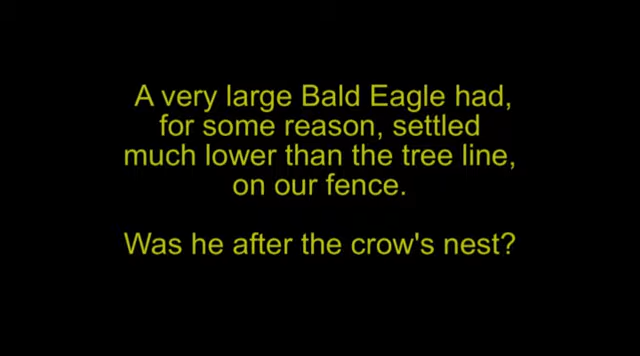 A very large Bald Eagle had,
for some reason, settled
much lower than the tree line,
on our fence.
Was he after the crow's nest?